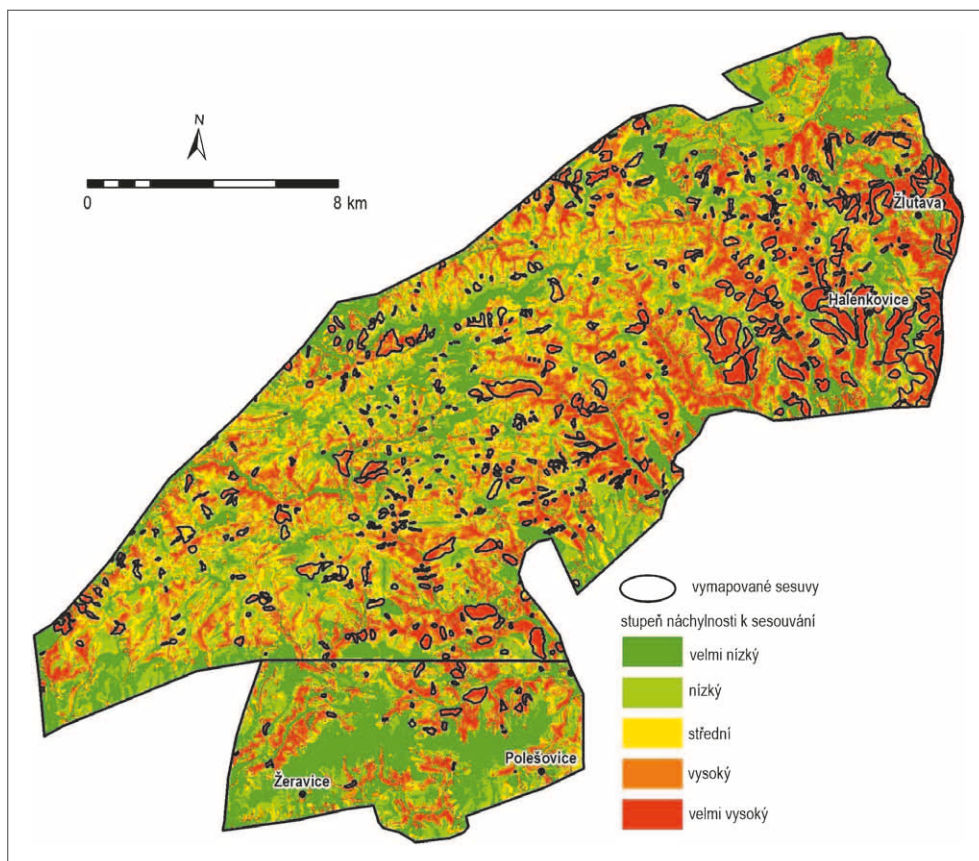 N
0 8 km
Žlutava
Halenkovice
vymapované sesuvy
stupeň náchylnosti k sesouvání
velmi nízký
nízký
střední
vysoký
velmi vysoký
Polešovice
Žeravice